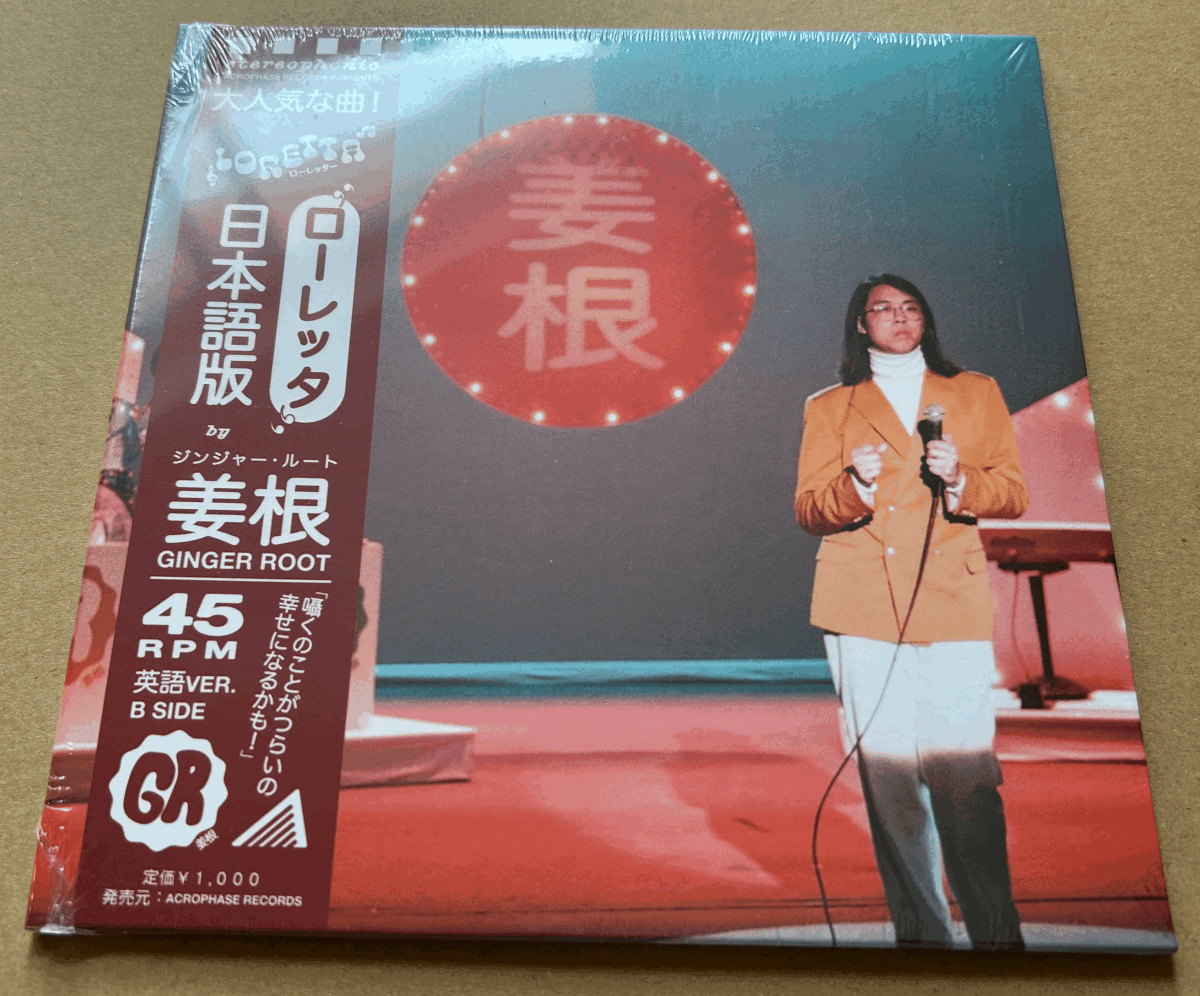 Stereophonic
ACROPHASE RECORDS PRESENTS
大人気な曲！
LORETTA
ローレッター
ローレッタ
日本語版
by
ジンジャー・ルート
姜根
GINGER ROOT
45
RPM
英語VER.
B SIDE
「囁くのことがつらいの
幸せになるかも！」
GR
姜根
定価￥1,000
発売元：ACROPHASE RECORDS
姜
根